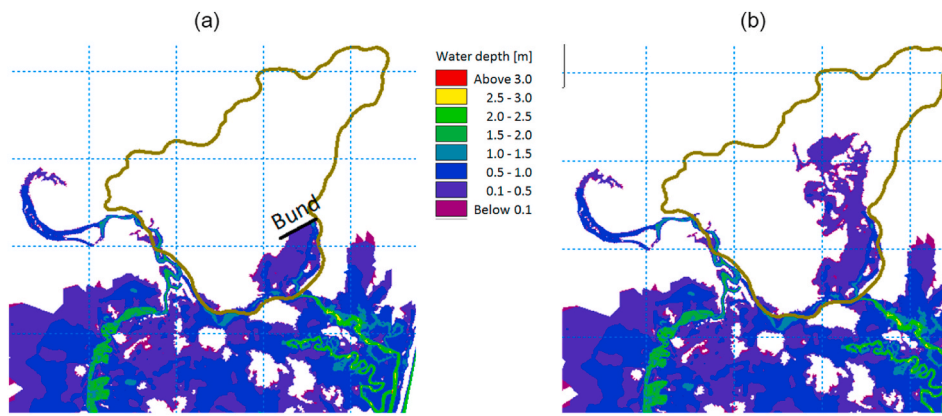 (a)
(b)
Water depth [m]
Above 3.0
2.5 - 3.0
2.0 - 2.5
1.5 - 2.0
1.0 - 1.5
0.5 - 1.0
0.1 - 0.5
Below 0.1
Bund